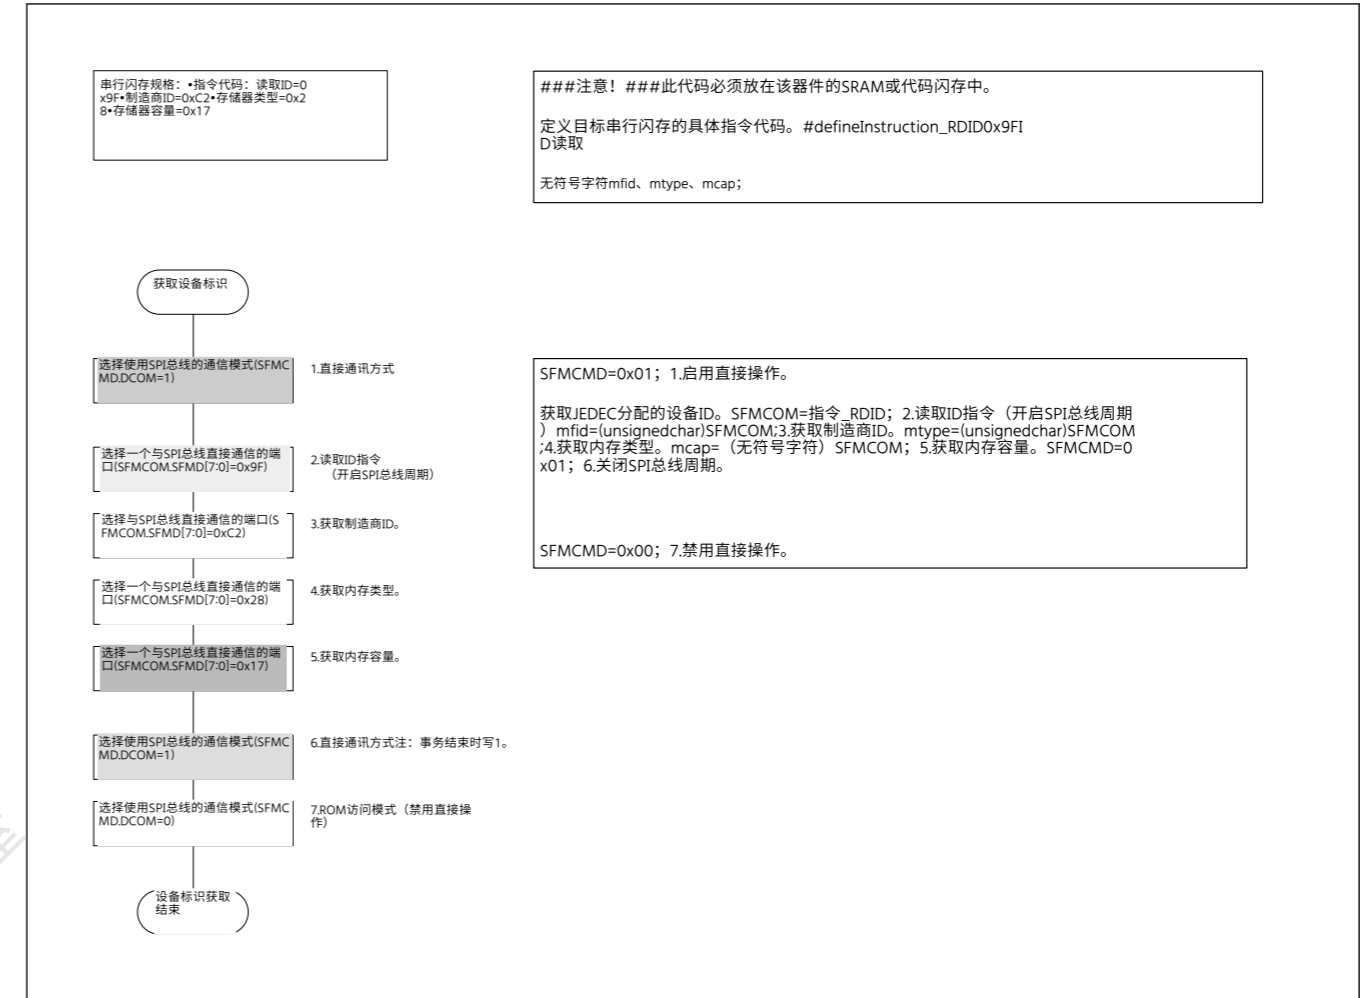 串行闪存规格：•指令代码：读取ID=0
x9F•制造商ID=0xC2•存储器类型=0x2
8•存储器容量=0x17
###注意！###此代码必须放在该器件的SRAM或代码闪存中。
定义目标串行闪存的具体指令代码。#defineInstruction_RDID0x9FI
D读取
无符号字符mfid、mtype、mcap；
获取设备标识
选择使用SPI总线的通信模式(SFMC
MD.DCOM=1)
1.直接通讯方式
选择一个与SPI总线直接通信的端
口(SFMCOM.SFMD[7:0]=0x9F)
2.读取ID指令
（开启SPI总线周期）
选择与SPI总线直接通信的端口(S
FMCOM.SFMD[7:0]=0xC2)
3.获取制造商ID。
选择一个与SPI总线直接通信的端
口(SFMCOM.SFMD[7:0]=0x28)
4.获取内存类型。
选择一个与SPI总线直接通信的端
口(SFMCOM.SFMD[7:0]=0x17)
5.获取内存容量。
选择使用SPI总线的通信模式(SFMC
MD.DCOM=1)
6.直接通讯方式注：事务结束时写1。
选择使用SPI总线的通信模式(SFMC
MD.DCOM=0)
7.ROM访问模式（禁用直接操
作）
设备标识获取
结束
SFMCMD=0x01；1.启用直接操作。
获取JEDEC分配的设备ID。SFMCOM=指令_RDID；2.读取ID指令（开启SPI总线周期
）mfid=(unsignedchar)SFMCOM;3.获取制造商ID。mtype=(unsignedchar)SFMCOM
;4.获取内存类型。mcap=（无符号字符）SFMCOM；5.获取内存容量。SFMCMD=0
x01；6.关闭SPI总线周期。
SFMCMD=0x00；7.禁用直接操作。